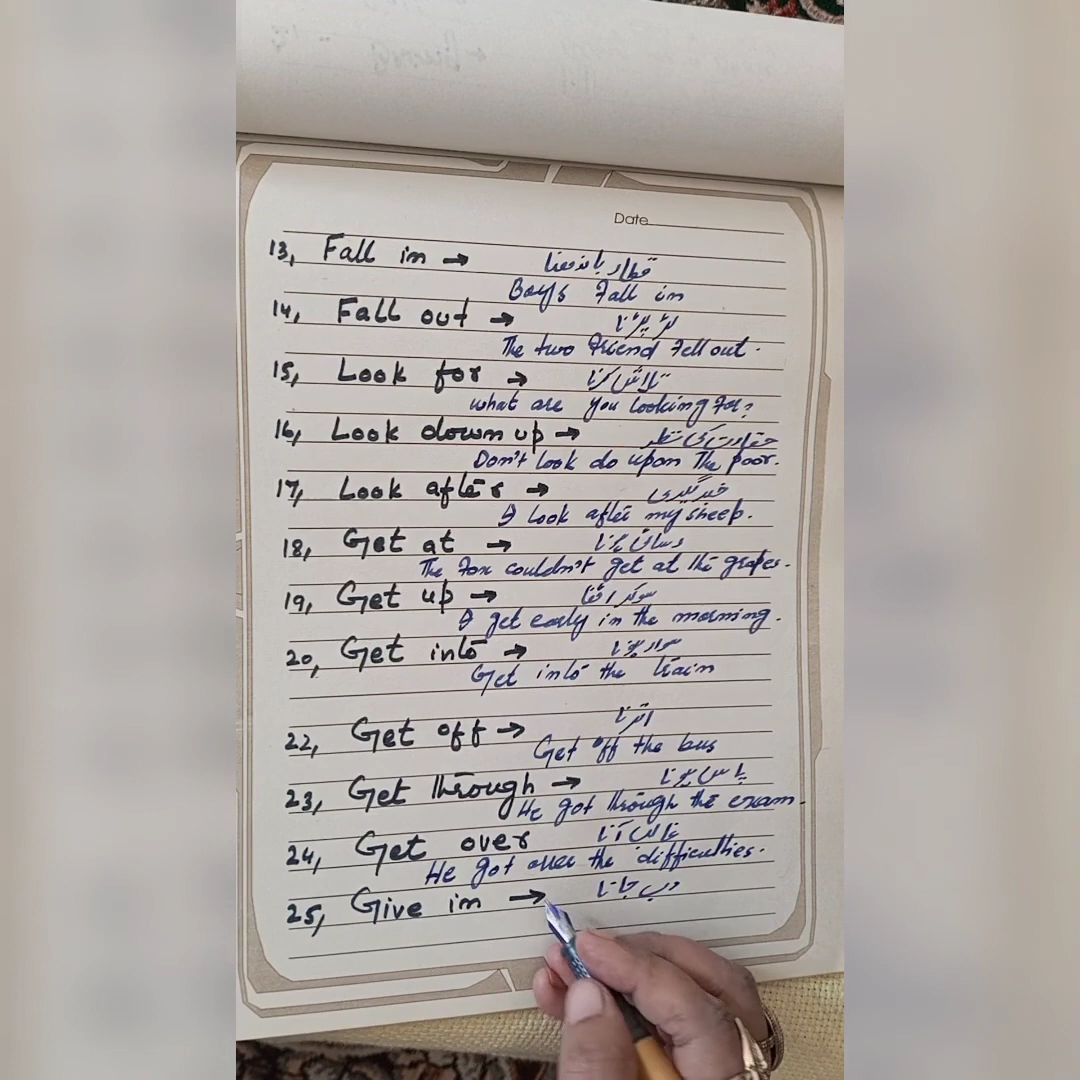 Date
13, Fall in → قطار باندھنا
Boys Fall in
14, Fall out → لڑ پڑنا
The two Friend Fell out.
15, Look for → تلاش کرنا
what are you looking for?
16, Look down up → حقارت کی نظر
Don't look do upon The poor.
17, Look after → خبرگیری
I look after my sheep.
18, Get at → رسائی ہونا
The Fox couldn't get at the grapes.
19, Get up → سوکر اٹھنا
I get early in the morning.
20, Get into → سوار ہونا
Get into the train
22, Get off → اترنا
Get off the bus
23, Get through → پاس ہونا
He got through the exam.
24, Get over غالب آنا
He got over the difficulties.
25, Give in → دب جانا